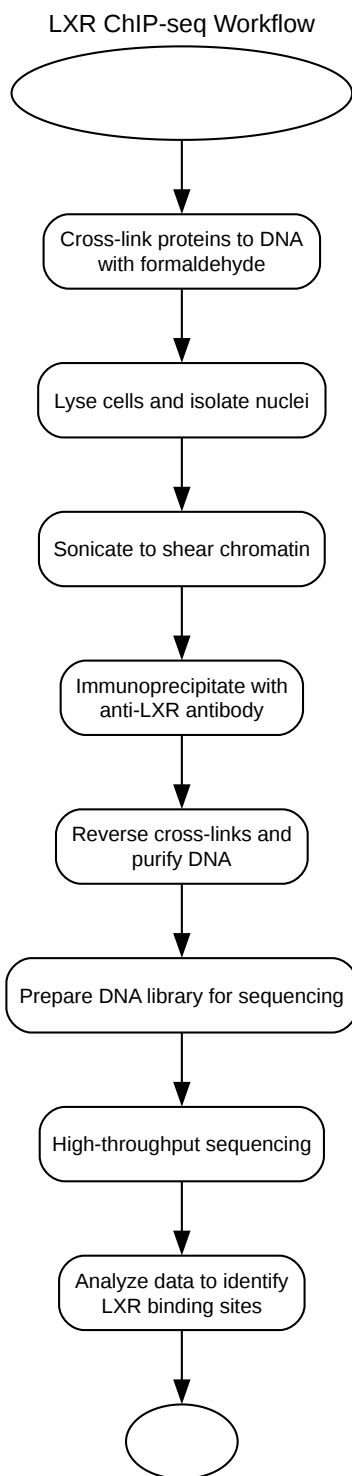 LXR ChIP-seq Workflow
Cross-link proteins to DNA
with formaldehyde
Lyse cells and isolate nuclei
Sonicate to shear chromatin
Immunoprecipitate with
anti-LXR antibody
Reverse cross-links and
purify DNA
Prepare DNA library for sequencing
High-throughput sequencing
Analyze data to identify
LXR binding sites